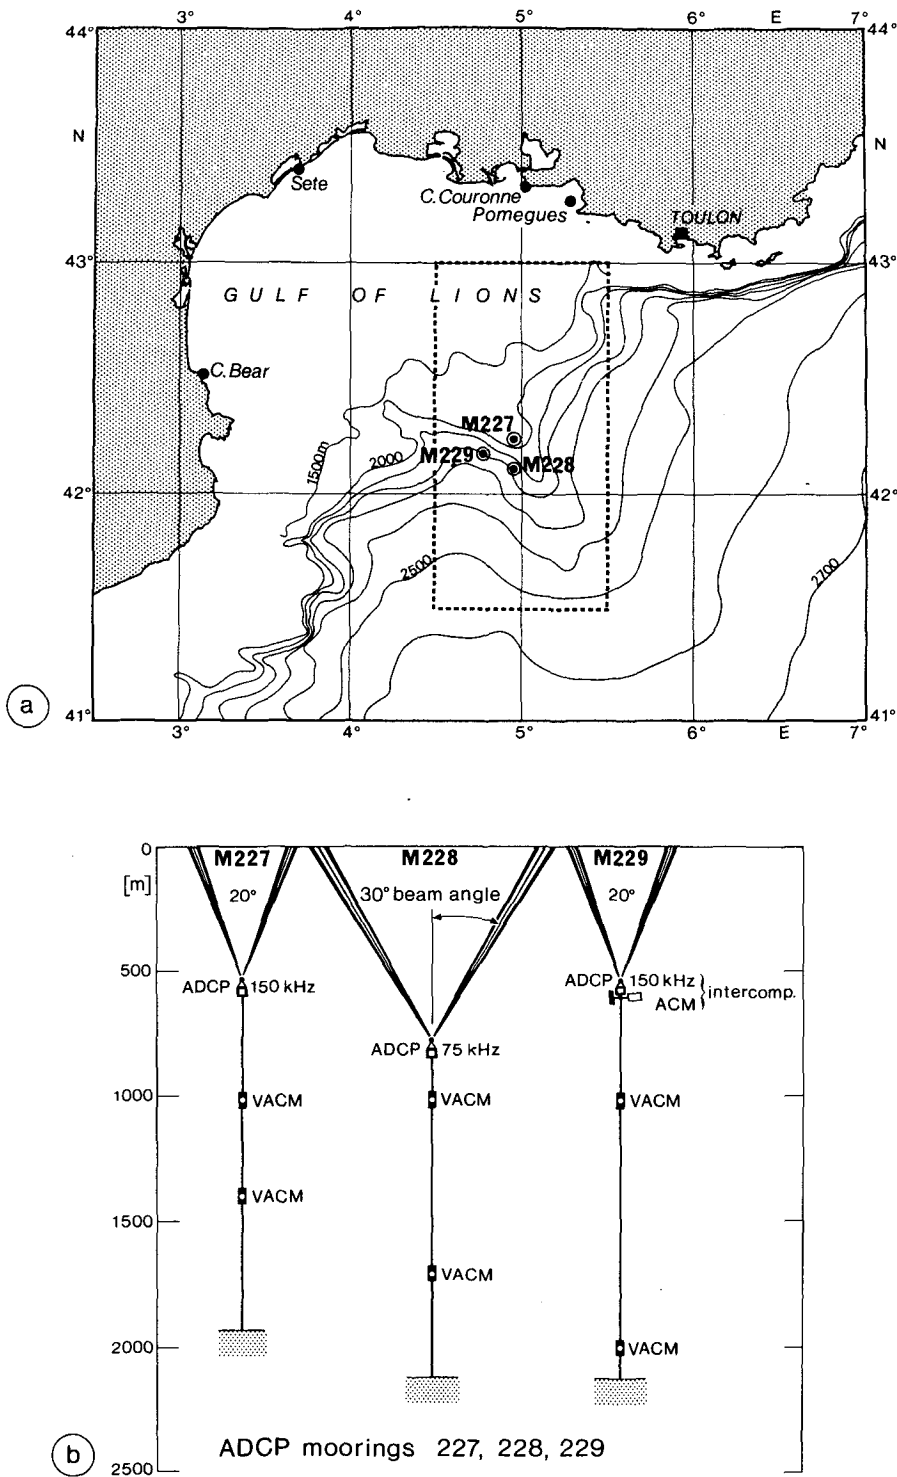 3° 4° 5° 6° E 7°
44° 44°
N N
Sete
C. Couronne
Pomegues
TOULON
43° 43°
GULF OF LIONS
C. Bear
M227
M229 M228
1500m
2000
42° 42°
2500
2700
a
41° 41°
3° 4° 5° 6° E 7°
0
M227 M228 M229
[m]
20° 30° beam angle 20°
500
ADCP 150 kHz
ADCP 150 kHz
ACM
intercomp.
ADCP 75 kHz
1000
VACM VACM VACM
VACM
1500
VACM
2000
VACM
b
ADCP moorings 227, 228, 229
2500